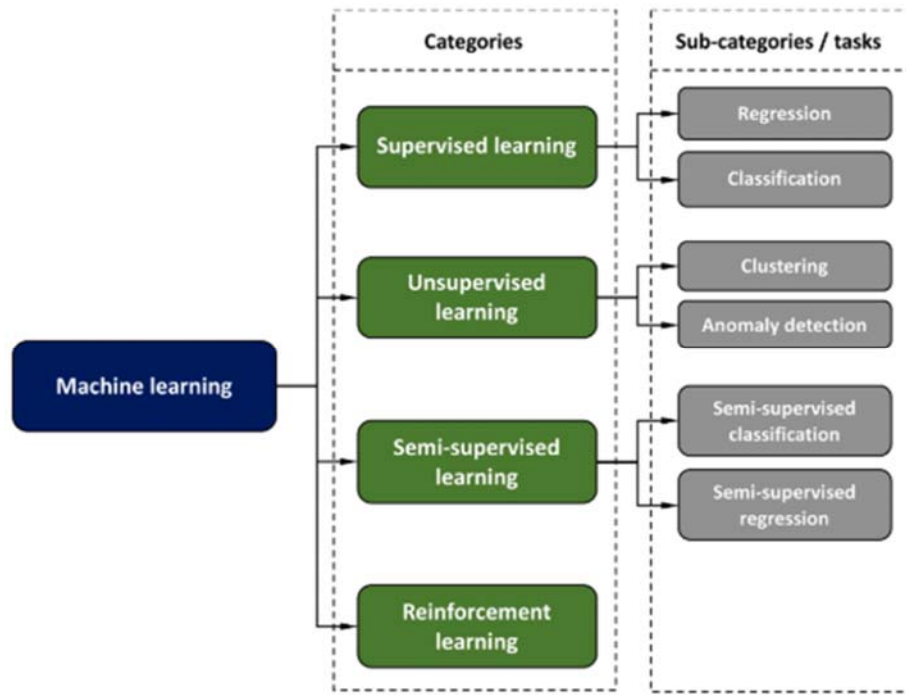 Categories
Sub-categories / tasks
Machine learning
Supervised learning
Regression
Classification
Unsupervised
learning
Clustering
Anomaly detection
Semi-supervised
learning
Semi-supervised
classification
Semi-supervised
regression
Reinforcement
learning